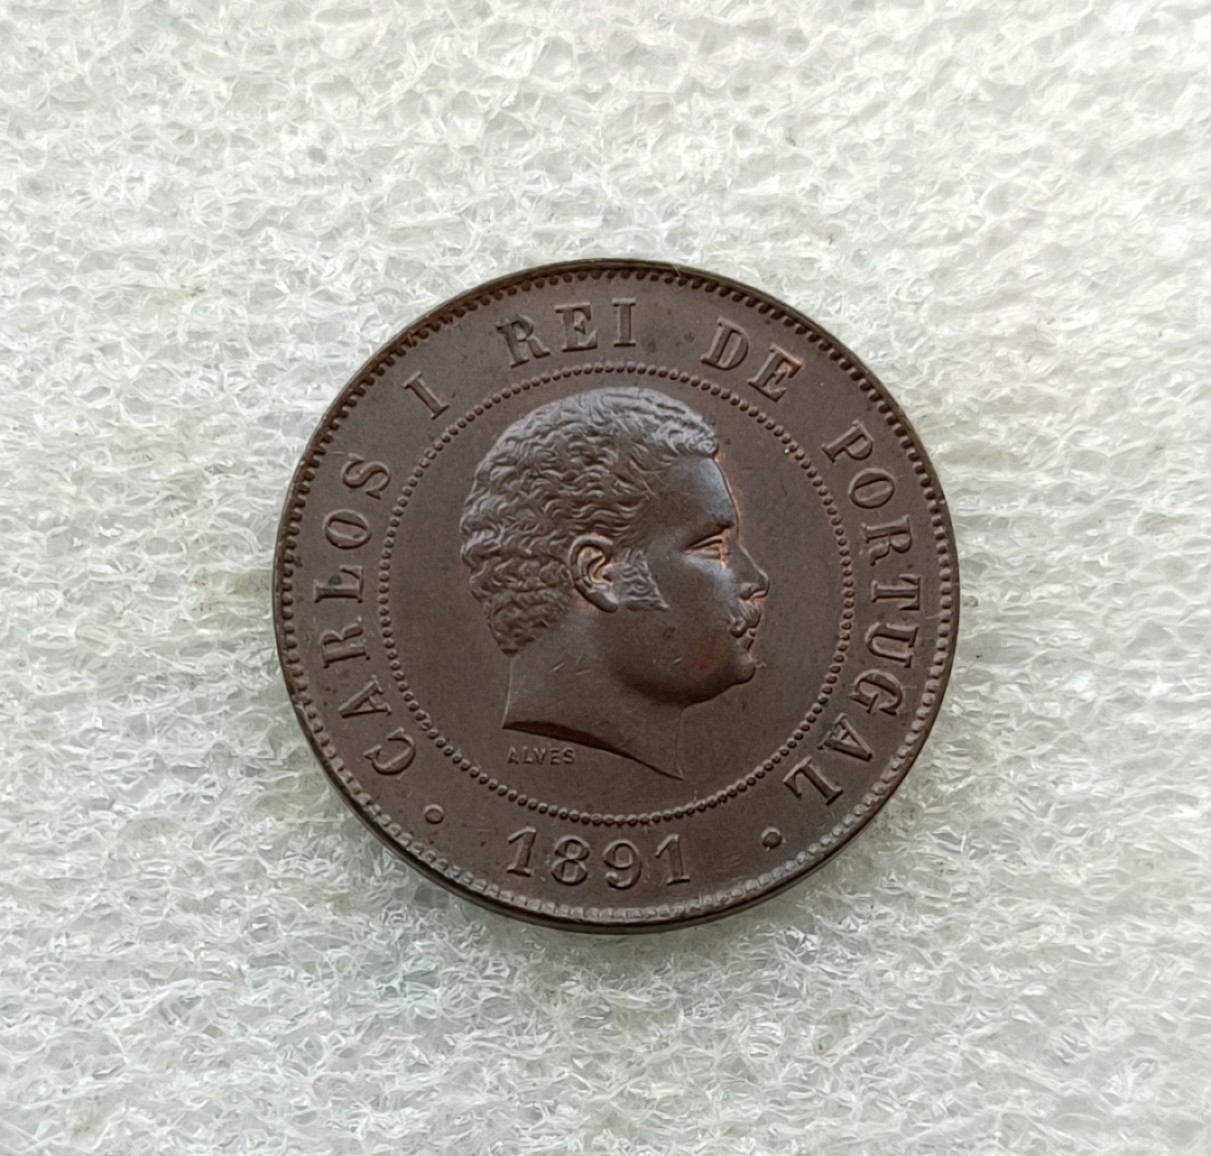 CARLOS I REI DE PORTUGAL
ALVES
• 1891 •